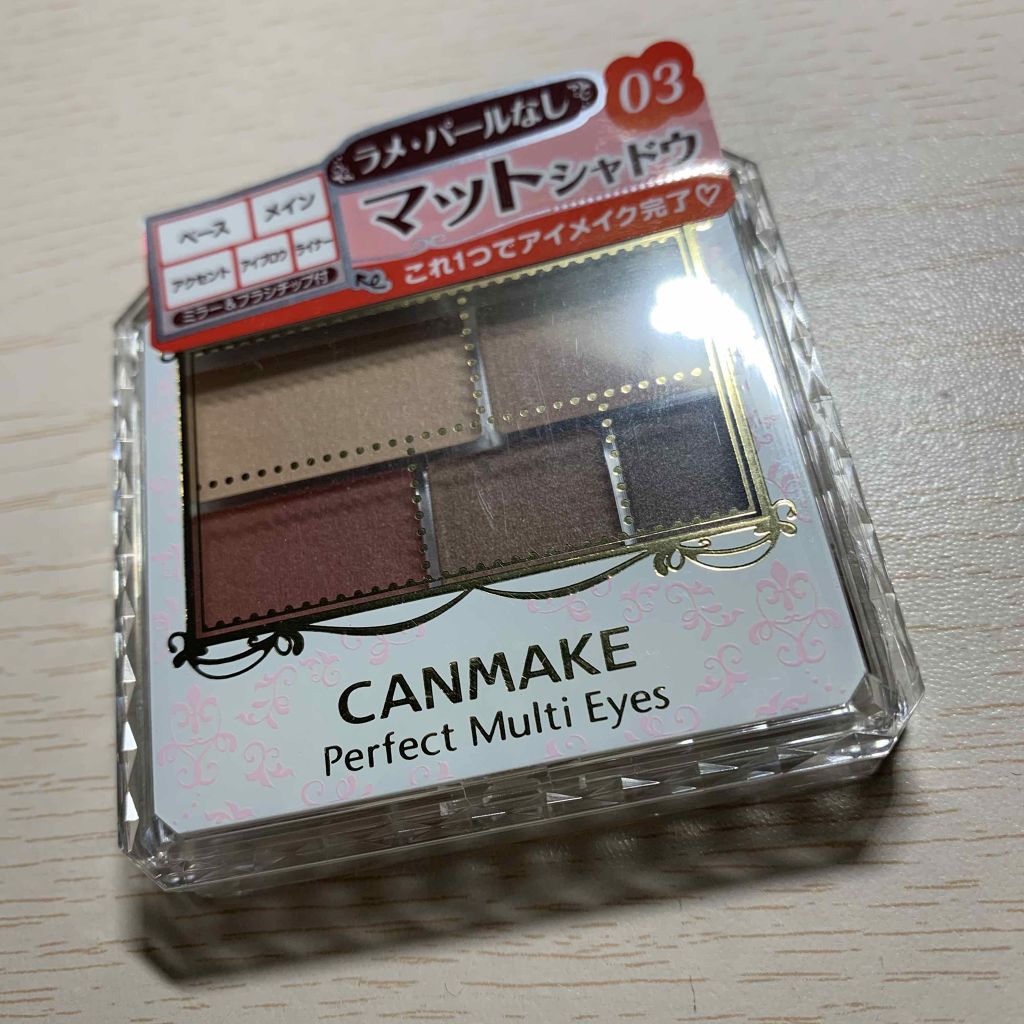 03
ラメ・パールなし
マットシャドウ
これ1つでアイメイク完了♡
ベース メイン
アクセント アイブロウ ライナー
ミラー&ブラシチップ付
CANMAKE
Perfect Multi Eyes